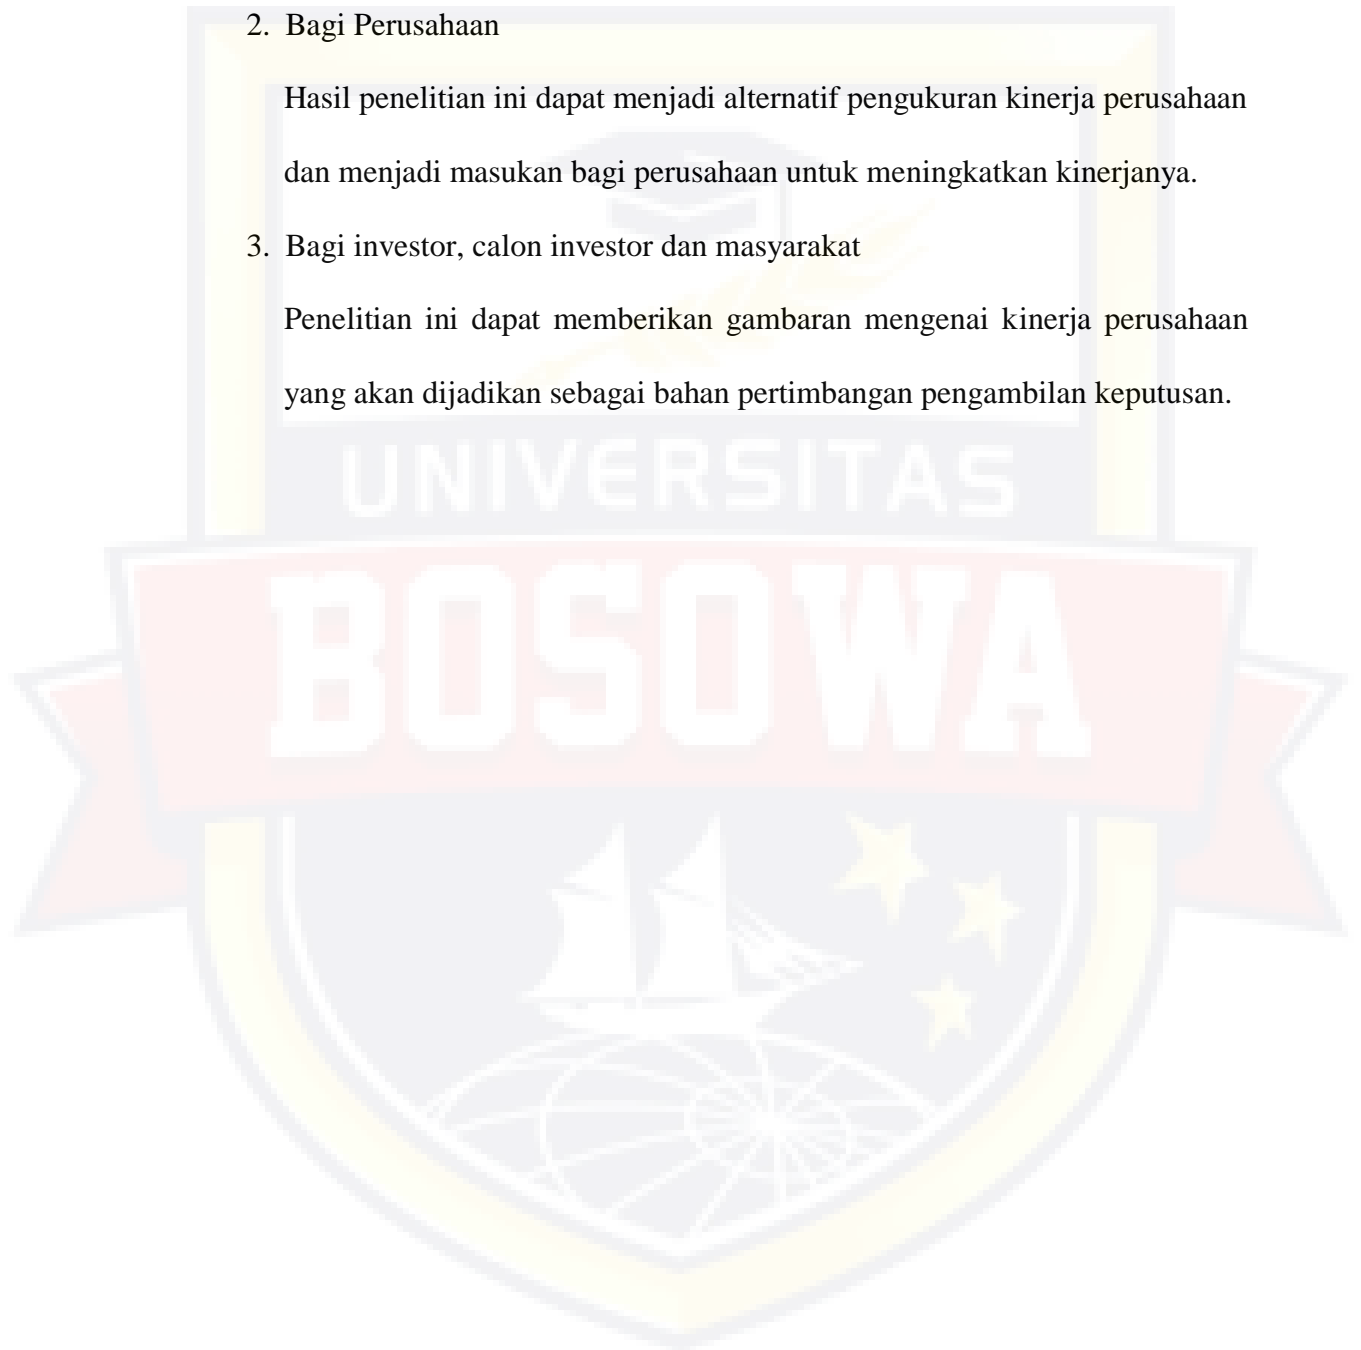 2. Bagi Perusahaan
Hasil penelitian ini dapat menjadi alternatif pengukuran kinerja perusahaan
dan menjadi masukan bagi perusahaan untuk meningkatkan kinerjanya.
3. Bagi investor, calon investor dan masyarakat
Penelitian ini dapat memberikan gambaran mengenai kinerja perusahaan
yang akan dijadikan sebagai bahan pertimbangan pengambilan keputusan.
UNIVERSITAS
BOSOWA